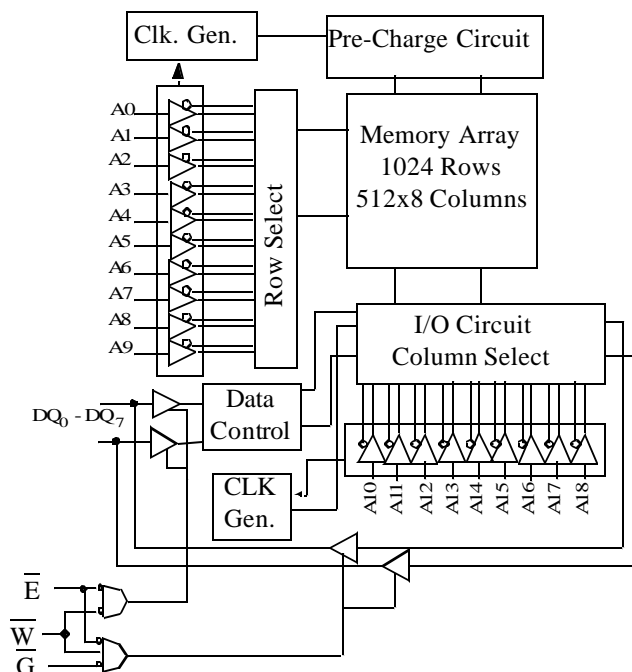 Clk. Gen.
Pre-Charge Circuit
A0
A1
A2
A3
A4
A5
A6
A7
A8
A9
Row Select
Memory Array
1024 Rows
512x8 Columns
I/O Circuit
Column Select
DQ0 - DQ7
Data
Control
CLK
Gen.
A10
A11
A12
A13
A14
A15
A16
A17
A18
E
W
G